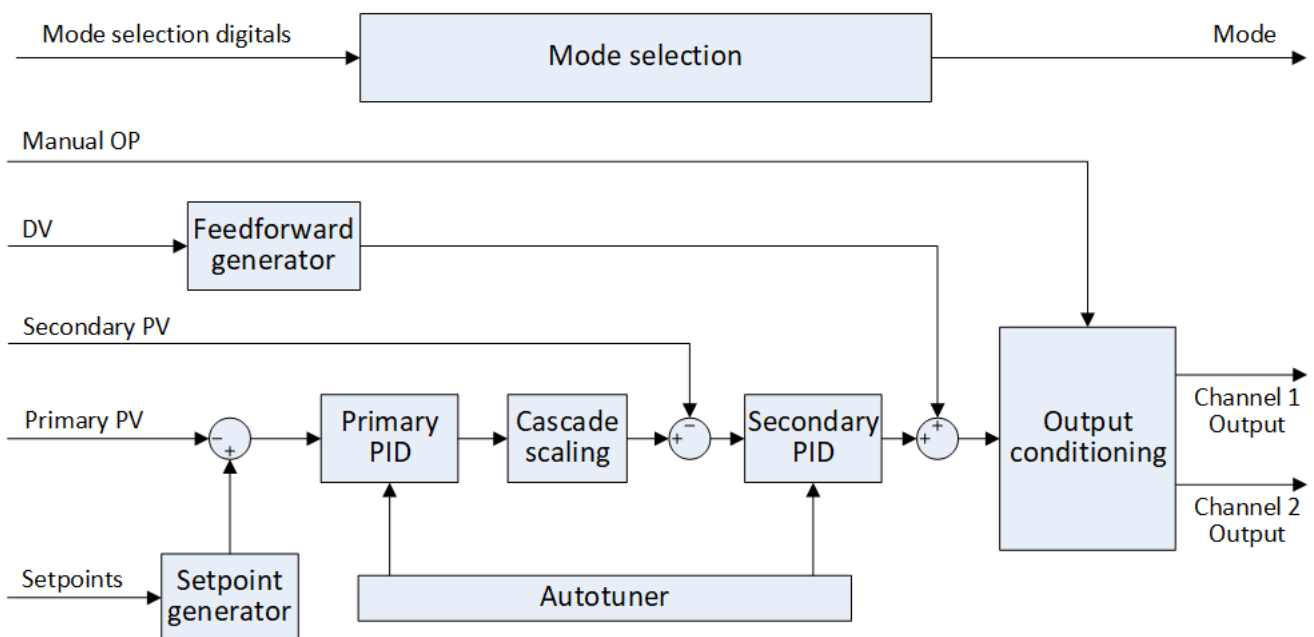 Mode selection digitals
Mode selection
Mode
Manual OP
DV
Feedforward
generator
Secondary PV
Primary PV
−
+
Primary
PID
Cascade
scaling
+
−
Secondary
PID
+
+
Output
conditioning
Channel 1
Output
Channel 2
Output
Setpoints
Setpoint
generator
Autotuner